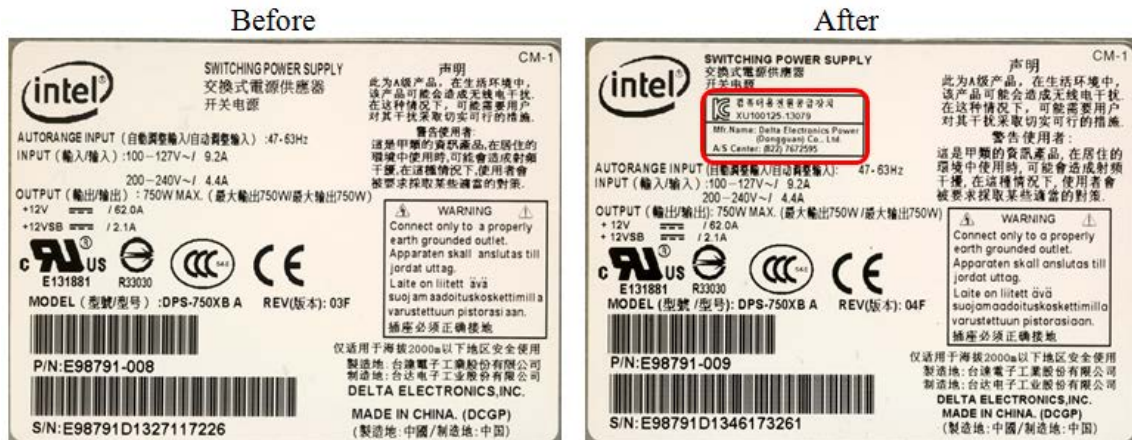 Before
intel®
SWITCHING POWER SUPPLY
交換式電源供應器
开关电源
CM-1
声明
此为A级产品，在生活环境中，
该产品可能会造成无线电干扰.
在这种情况下，可能需要用户
对其干扰采取切实可行的措施.
警告使用者:
這是甲類的資訊產品,在居住的
環境中使用時,可能會造成射頻
干擾,在這種情況下,使用者會
被要求採取某些適當的對策.
AUTORANGE INPUT (自動調整輸入/自动调整输入) :47-63Hz
INPUT (輸入/输入) :100-127V~/ 9.2A
200-240V~/ 4.4A
OUTPUT (輸出/输出) : 750W MAX. (最大輸出750W/最大输出750W)
+12V / 62.0A
+12VSB / 2.1A
c UL® US
E131881
R33030
CCC S&E
CE
MODEL (型號/型号) :DPS-750XB A REV(版本): 03F
WARNING
Connect only to a properly
earth grounded outlet.
Apparaten skall anslutas till
jordat uttag.
Laite on liitett ävä
suojam aadoituskoskettimill a
varustettuun pistorasi aan.
插座必须正确接地
P/N:E98791-008
仅适用于海拔2000m以下地区安全使用
製造地:台達電子工業股份有限公司
制造地:台达电子工业股份有限公司
DELTA ELECTRONICS,INC.
MADE IN CHINA. (DCGP)
(製造地:中國/制造地:中国)
S/N:E98791D1327117226
After
intel®
SWITCHING POWER SUPPLY
交換式電源供應器
开关电源
컴퓨터용전원공급장치
XU100125-13079
Mfr.Name: Delta Electronics Power
(Dongguan) Co., Ltd.
A/S Center: (822) 7672595
CM-1
声明
此为A级产品，在生活环境中，
该产品可能会造成无线电干扰.
在这种情况下，可能需要用户
对其干扰采取切实可行的措施.
警告使用者:
這是甲類的資訊產品,在居住的
環境中使用時,可能會造成射頻
干擾,在這種情況下,使用者會
被要求採取某些適當的對策.
AUTORANGE INPUT (自動調整輸入/自动调整输入): 47-63Hz
INPUT (輸入/输入) :100-127V~/ 9.2A
200-240V~/ 4.4A
OUTPUT (輸出/输出): 750W MAX. (最大輸出750W /最大输出750W)
+ 12V / 62.0A
+ 12VSB / 2.1A
c UL® US
E131881
R33030
CCC S&E
CE
MODEL (型號 /型号): DPS-750XB A REV(版本): 04F
WARNING
Connect only to a properly
earth grounded outlet.
Apparaten skall anslutas till
jordat uttag.
Laite on liitett ävä
suojamaadoituskoskettimilla
varustettuun pistorasiaan.
插座必须正确接地
P/N:E98791-009
仅适用于海拔2000m以下地区安全使用
製造地:台達電子工業股份有限公司
制造地:台达电子工业股份有限公司
DELTA ELECTRONICS,INC.
MADE IN CHINA. (DCGP)
(製造地:中國/制造地:中国)
S/N:E98791D1346173261